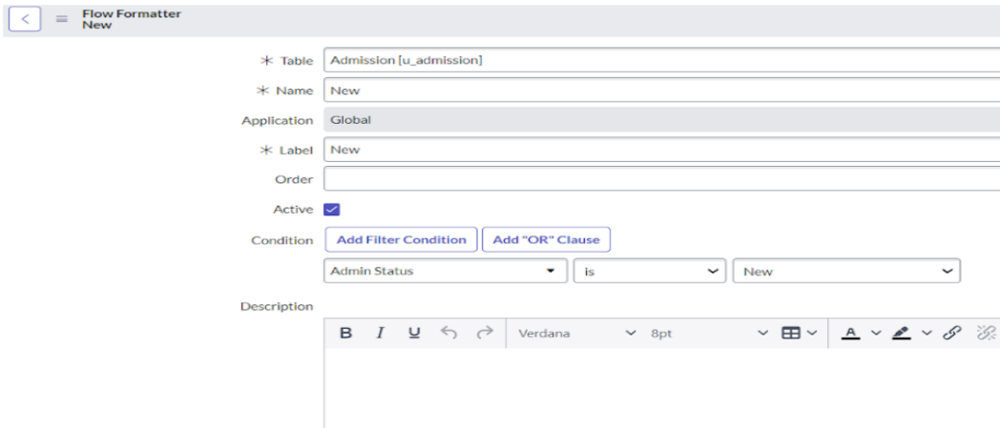 Flow Formatter
New
Table Admission [u_admission]
Name New
Application Global
Label New
Order
Active
Condition Add Filter Condition Add "OR" Clause
Admin Status is New
Description
B I U Verdana 8pt A